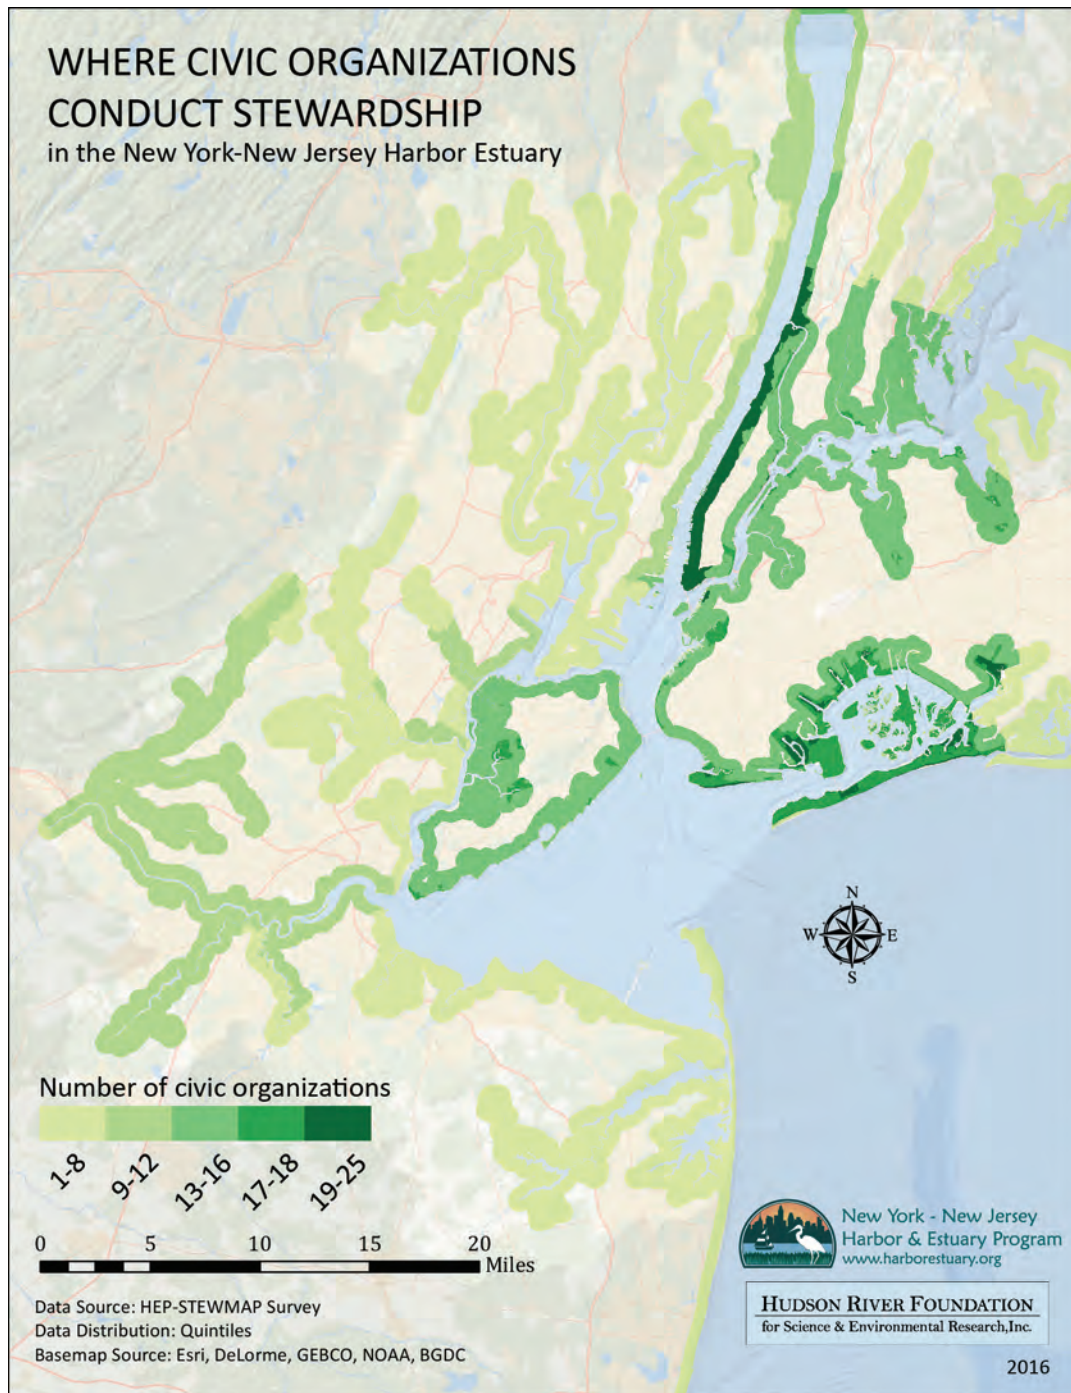 WHERE CIVIC ORGANIZATIONS
CONDUCT STEWARDSHIP
in the New York-New Jersey Harbor Estuary
N
W E
S
Number of civic organizations
1-8
9-12
13-16
17-18
19-25
0 5 10 15 20
Miles
Data Source: HEP-STEWMAP Survey
Data Distribution: Quintiles
Basemap Source: Esri, DeLorme, GEBCO, NOAA, BGDC
New York - New Jersey
Harbor & Estuary Program
www.harborestuary.org
HUDSON RIVER FOUNDATION
for Science & Environmental Research,Inc.
2016